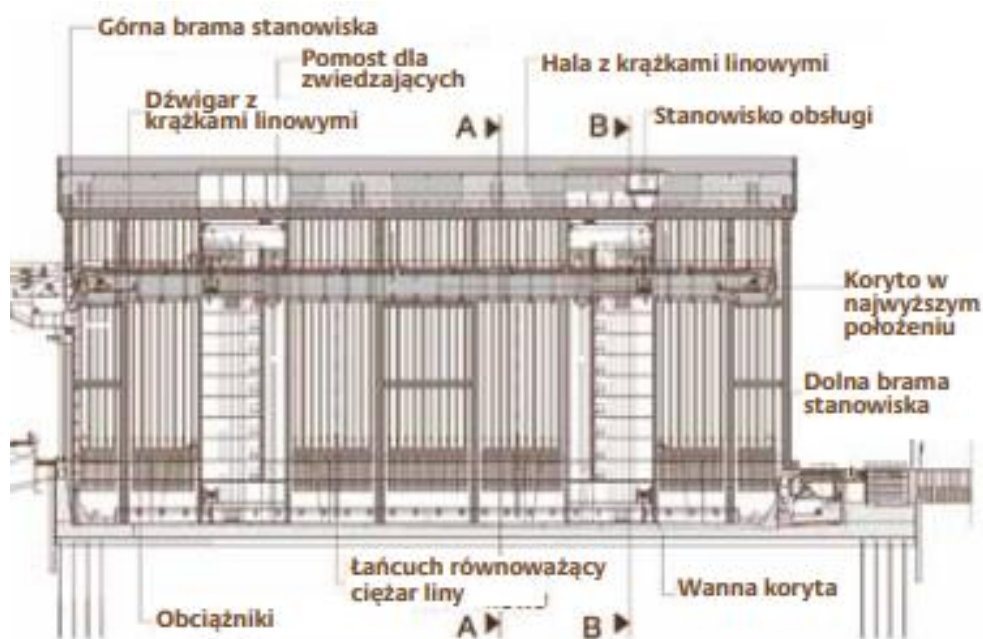 Górna brama stanowiska
Pomost dla
zwiedzających
Hala z krążkami linowymi
Dźwigar z
krążkami linowymi
A
B
Stanowisko obsługi
Koryto w
najwyższym
położeniu
Dolna brama
stanowiska
Łańcuch równoważący
ciężar liny
Wanna koryta
Obciążniki
A
B